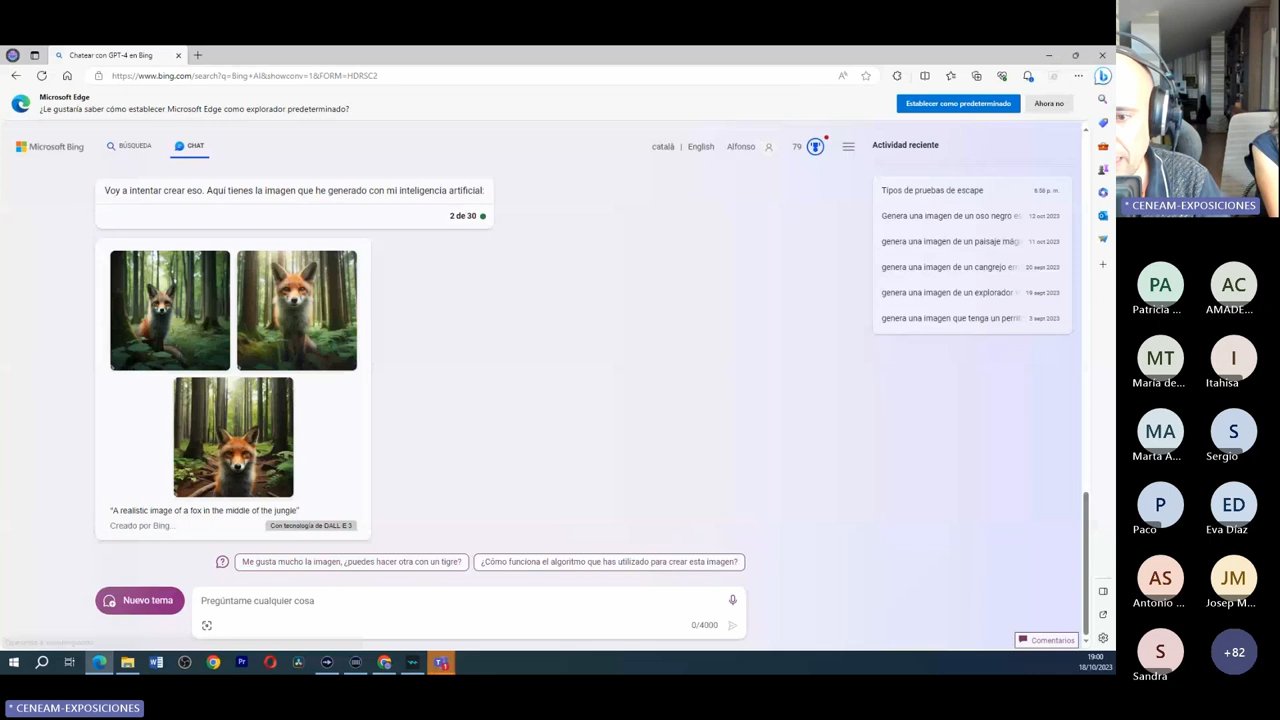 Chatear con GPT-4 en Bing
https://www.bing.com/search?q=Bing+AI&showconv=1&FORM=HDRSC2
Microsoft Edge
¿Le gustaría saber cómo establecer Microsoft Edge como explorador predeterminado?
Establecer como predeterminado
Ahora no
Microsoft Bing
BÚSQUEDA
CHAT
català | English
Alfonso
79
Actividad reciente
Voy a intentar crear eso. Aquí tienes la imagen que he generado con mi inteligencia artificial:
2 de 30
Tipos de pruebas de escape 8:58 p. m.
Genera una imagen de un oso negro e 12 oct 2023
genera una imagen de un paisaje mág 11 oct 2023
genera una imagen de un cangrejo 20 sept 2023
genera una imagen de un explorador 19 sept 2023
genera una imagen que tenga un perri 3 sept 2023
"A realistic image of a fox in the middle of the jungle"
Creado por Bing...
Con tecnología de DALL·E 3
Me gusta mucho la imagen, ¿puedes hacer otra con un tigre?
¿Cómo funciona el algoritmo que has utilizado para crear esta imagen?
Nuevo tema
Pregúntame cualquier cosa
0/4000
Comentarios
19:00
18/10/2023
* CENEAM-EXPOSICIONES
* CENEAM-EXPOSICIONES
PA
Patricia ...
AC
AMADE...
MT
Maria de...
I
Itahisa
MA
Marta A...
S
Sergio
P
Paco
ED
Eva Díaz
AS
Antonio ...
JM
Josep M...
S
Sandra
+82